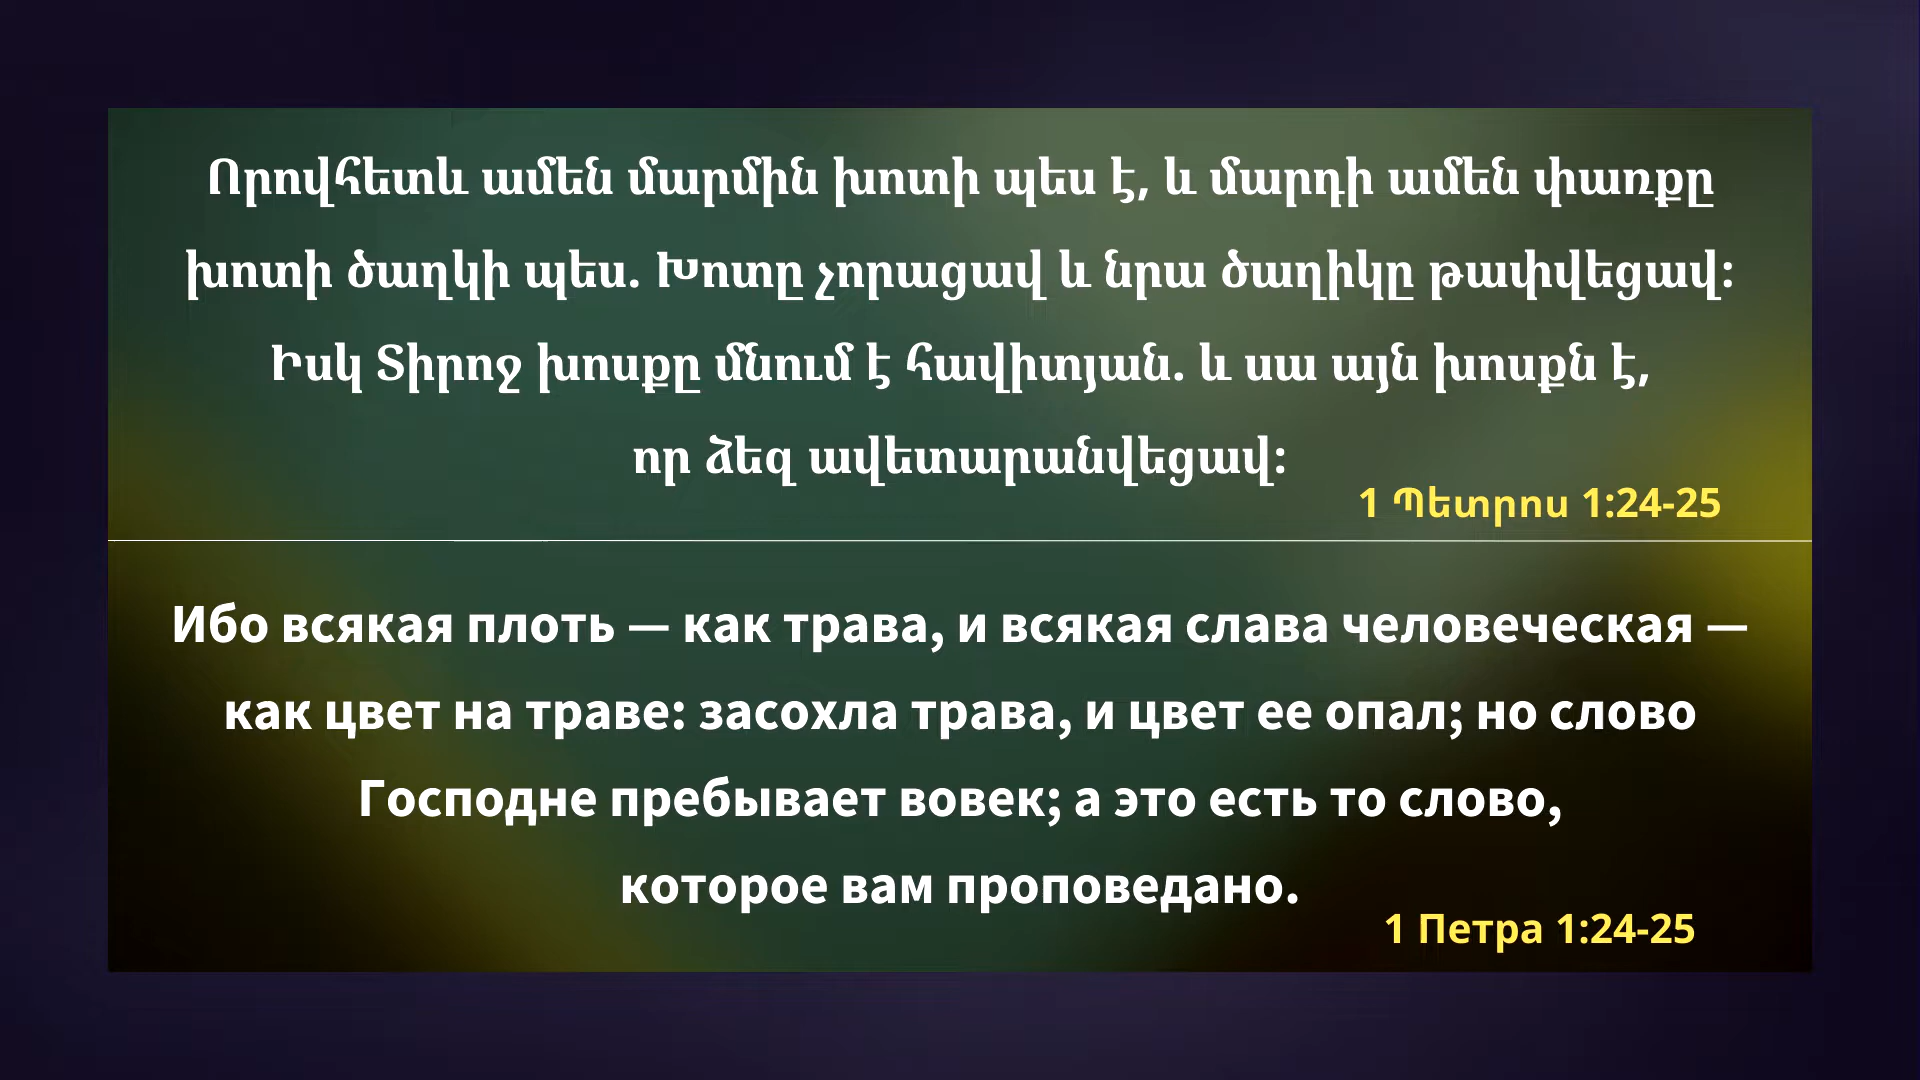 Որովհետև ամեն մարմին խոտի պես է, և մարդի ամեն փառքը
խոտի ծաղկի պես. Խոտը չորացավ և նրա ծաղիկը թափվեցավ:
Իսկ Տիրոջ խոսքը մնում է հավիտյան. և սա այն խոսքն է,
որ ձեզ ավետարանվեցավ:
1 Պետրոս 1:24-25
Ибо всякая плоть — как трава, и всякая слава человеческая —
как цвет на траве: засохла трава, и цвет ее опал; но слово
Господне пребывает вовек; а это есть то слово,
которое вам проповедано.
1 Петра 1:24-25